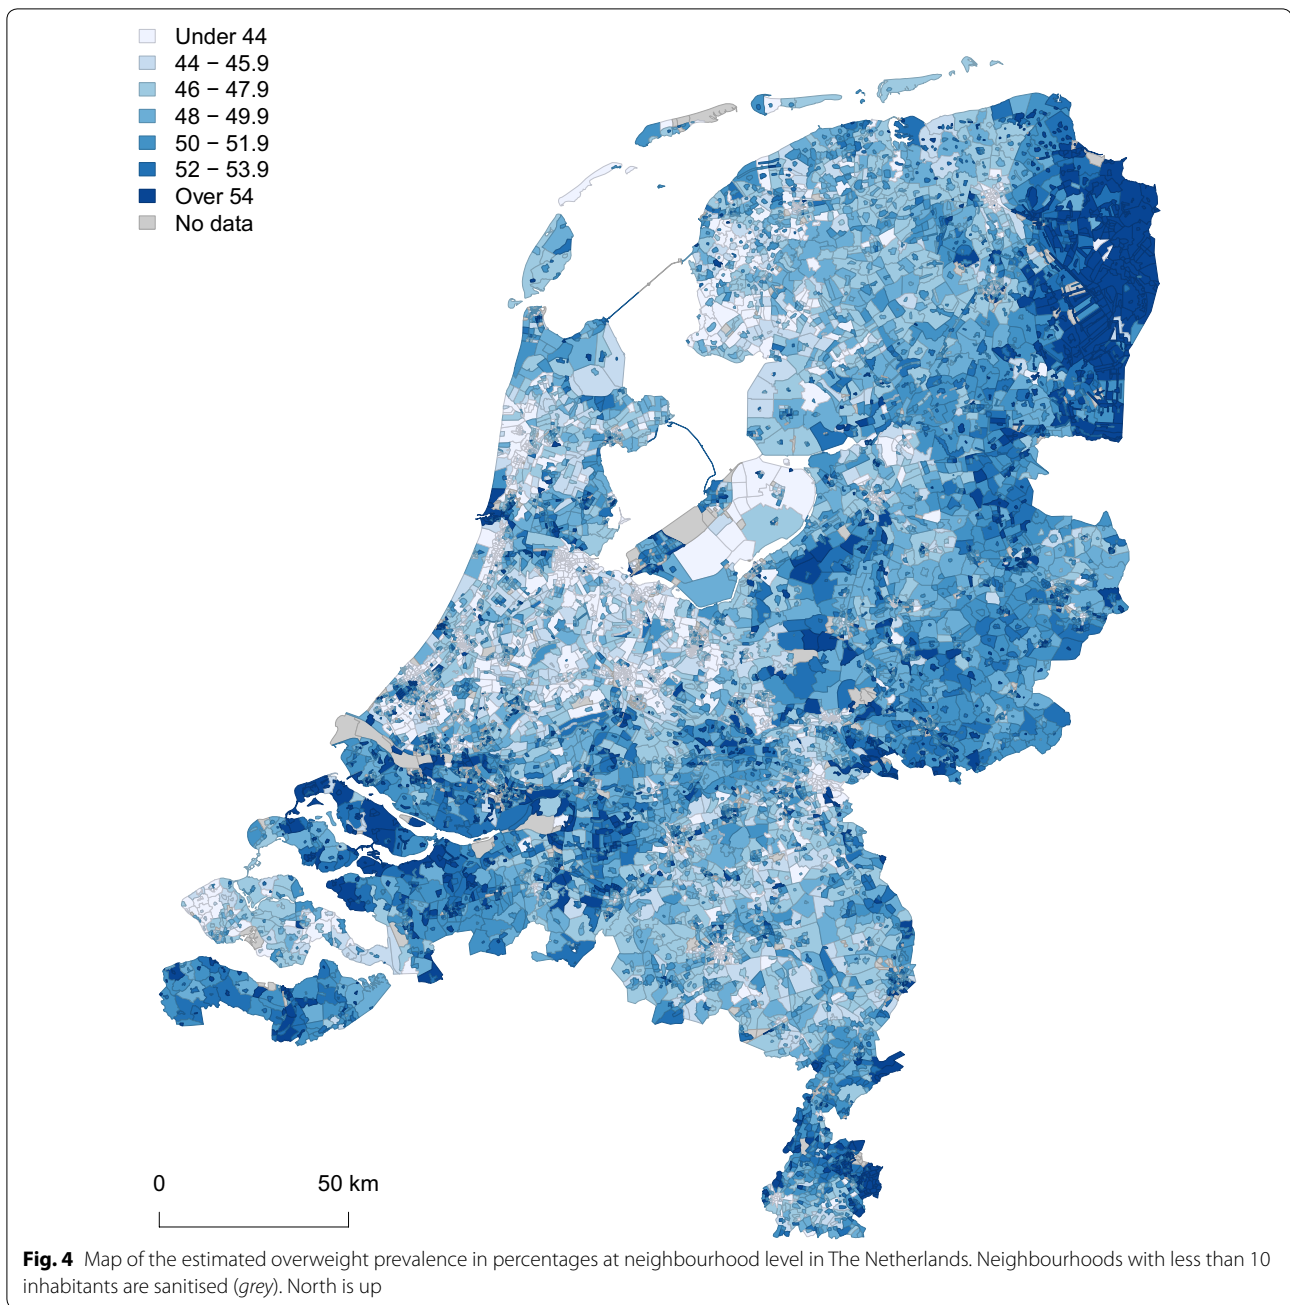 Under 44
44 – 45.9
46 – 47.9
48 – 49.9
50 – 51.9
52 – 53.9
Over 54
No data
0 50 km
Fig. 4 Map of the estimated overweight prevalence in percentages at neighbourhood level in The Netherlands. Neighbourhoods with less than 10
inhabitants are sanitised (grey). North is up